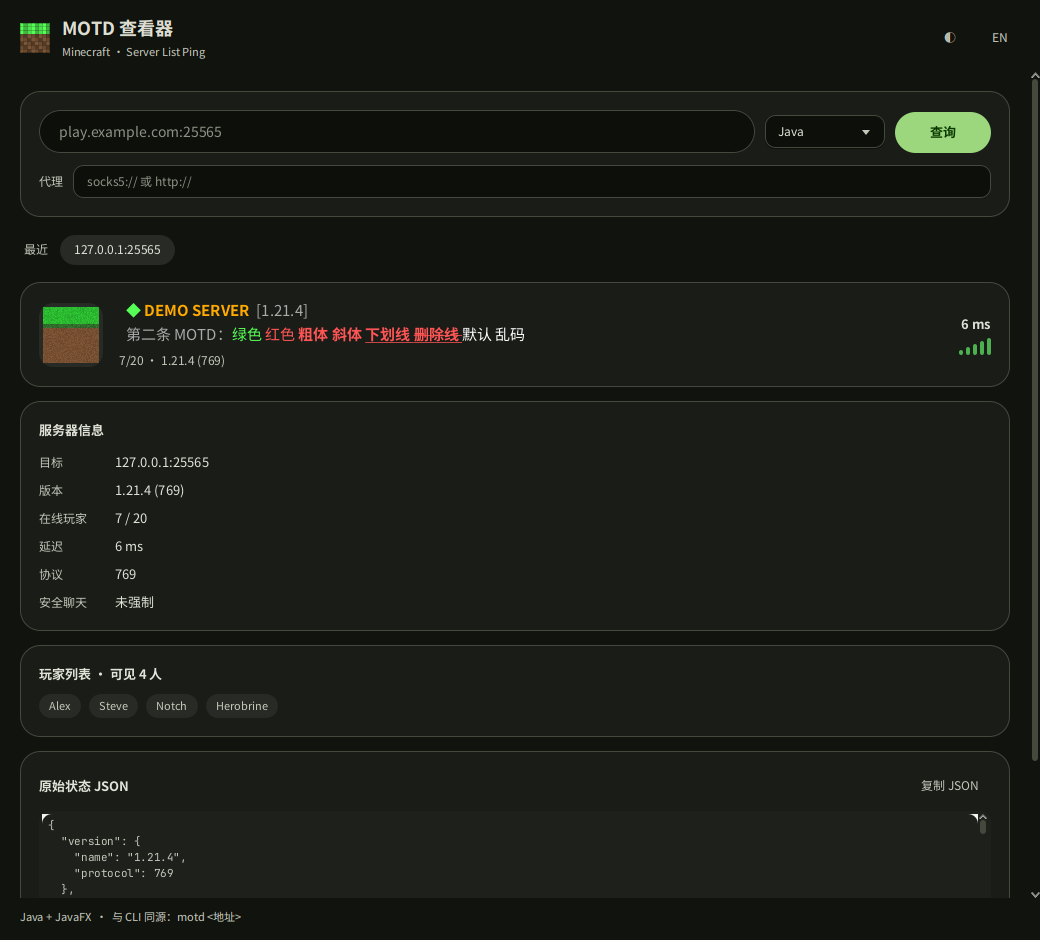 MOTD 查看器
Minecraft · Server List Ping
EN
play.example.com:25565
Java
查询
代理
socks5:// 或 http://
最近
127.0.0.1:25565
◆ DEMO SERVER [1.21.4]
第二条 MOTD：绿色 红色 粗体 斜体 下划线 删除线 默认 乱码
7/20 · 1.21.4 (769)
6 ms
服务器信息
目标 127.0.0.1:25565
版本 1.21.4 (769)
在线玩家 7 / 20
延迟 6 ms
协议 769
安全聊天 未强制
玩家列表 · 可见 4 人
Alex Steve Notch Herobrine
原始状态 JSON
复制 JSON
{
"version": {
"name": "1.21.4",
"protocol": 769
},
Java + JavaFX · 与 CLI 同源：motd <地址>